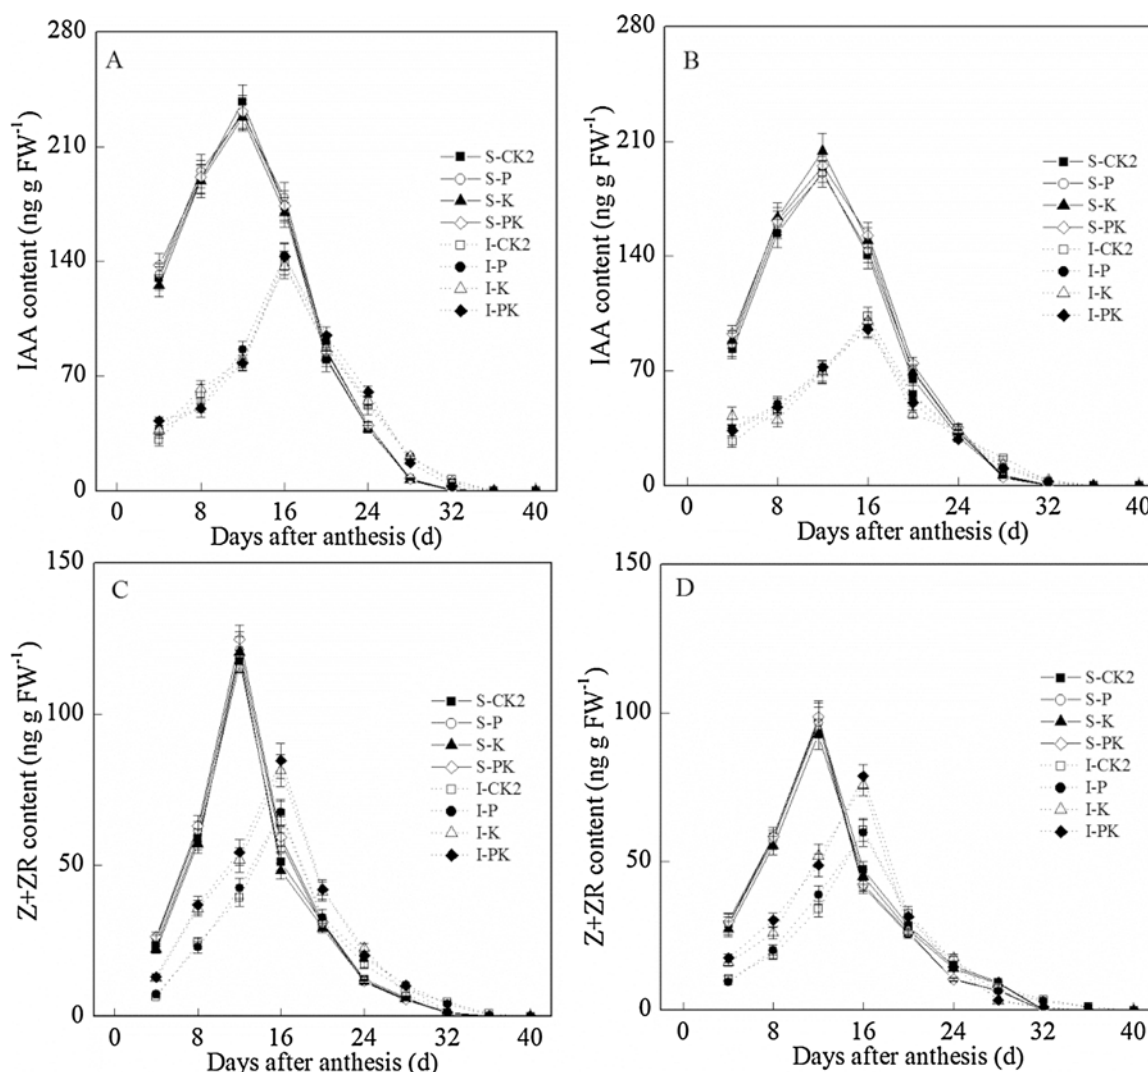 A
IAA content (ng g FW⁻¹)
280
210
140
70
0
S-CK2
S-P
S-K
S-PK
I-CK2
I-P
I-K
I-PK
0 8 16 24 32 40
Days after anthesis (d)
B
IAA content (ng g FW⁻¹)
280
210
140
70
0
S-CK2
S-P
S-K
S-PK
I-CK2
I-P
I-K
I-PK
0 8 16 24 32 40
Days after anthesis (d)
C
Z+ZR content (ng g FW⁻¹)
150
100
50
0
S-CK2
S-P
S-K
S-PK
I-CK2
I-P
I-K
I-PK
0 8 16 24 32 40
Days after anthesis (d)
D
Z+ZR content (ng g FW⁻¹)
150
100
50
0
S-CK2
S-P
S-K
S-PK
I-CK2
I-P
I-K
I-PK
0 8 16 24 32 40
Days after anthesis (d)